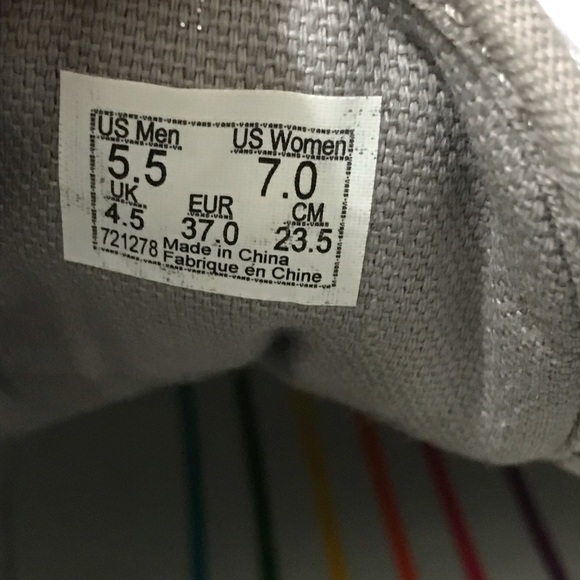 US Men US Women
5.5 7.0
UK EUR CM
4.5 37.0 23.5
721278 Made in China
Fabrique en Chine